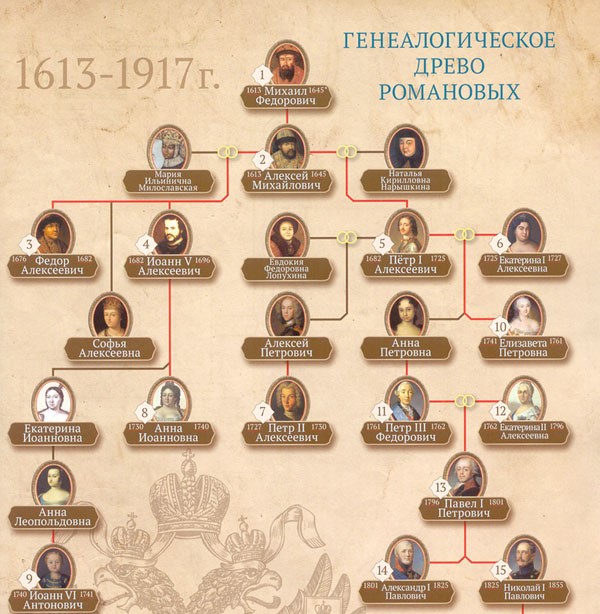 1613-1917 г.
ГЕНЕАЛОГИЧЕСКОЕ
ДРЕВО
РОМАНОВЫХ
1
1613 Михаил 1645*
Федорович
Мария
Ильинична
Милославская
2
1613 Алексей 1645
Михайлович
Наталья
Кирилловна
Нарышкина
3
1676 Федор 1682
Алексеевич
4
1682 Иоанн V 1696
Алексеевич
Евдокия
Федоровна
Лопухина
5
1682 Пётр I 1725
Алексеевич
6
1725 Екатерина I 1727
Алексеевна
Софья
Алексеевна
Алексей
Петрович
Анна
Петровна
10
1741 Елизавета 1761
Петровна
Екатерина
Иоанновна
8
1730 Анна 1740
Иоанновна
7
1727 Петр II 1730
Алексеевич
11
1761 Петр III 1762
Федорович
12
1762 Екатерина II 1796
Алексеевна
Анна
Леопольдовна
13
1796 Павел I 1801
Петрович
9
1740 Иоанн VI 1741
Антонович
14
1801 Александр I 1825
Павлович
15
1825 Николай I 1855
Павлович